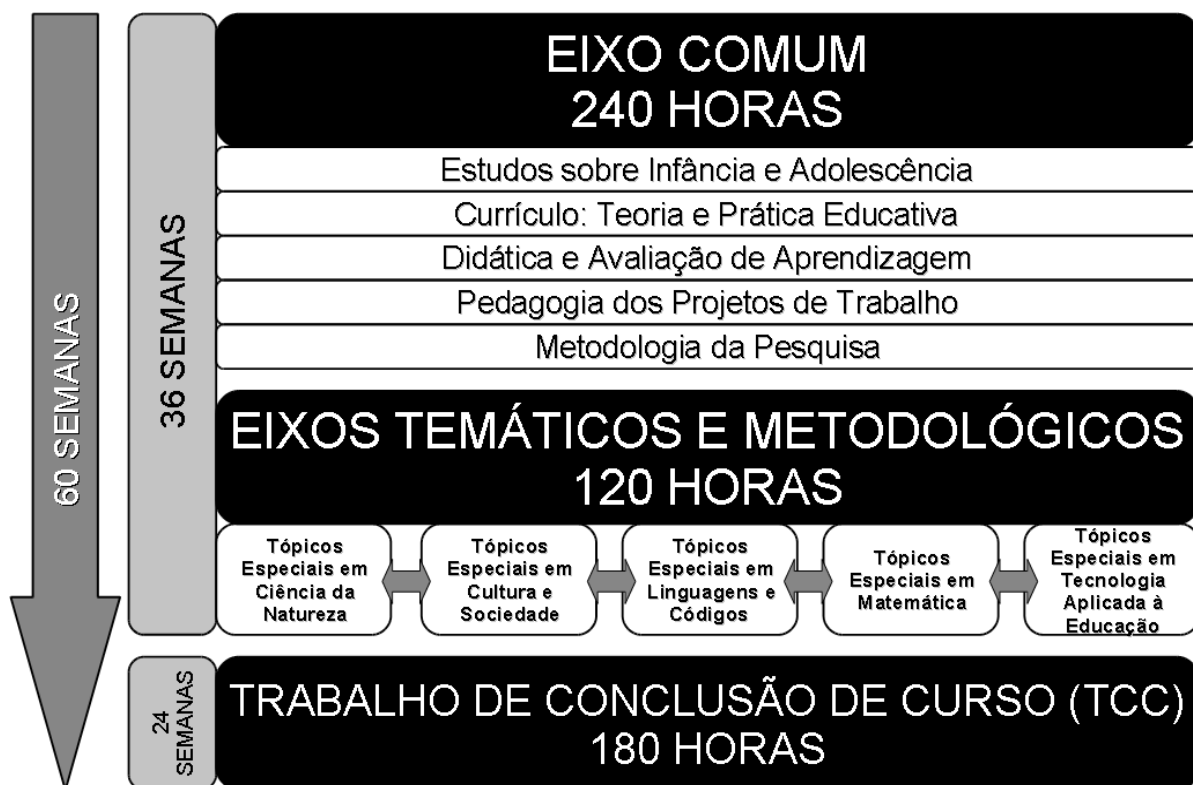 60 SEMANAS
36 SEMANAS
EIXO COMUM
240 HORAS
Estudos sobre Infância e Adolescência
Currículo: Teoria e Prática Educativa
Didática e Avaliação de Aprendizagem
Pedagogia dos Projetos de Trabalho
Metodologia da Pesquisa
EIXOS TEMÁTICOS E METODOLÓGICOS
120 HORAS
Tópicos
Especiais em
Ciência da
Natureza
Tópicos
Especiais em
Cultura e
Sociedade
Tópicos
Especiais em
Linguagens e
Códigos
Tópicos
Especiais em
Matemática
Tópicos
Especiais em
Tecnologia
Aplicada à
Educação
24
SEMANAS
TRABALHO DE CONCLUSÃO DE CURSO (TCC)
180 HORAS